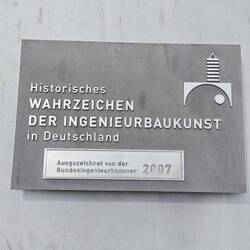 Historisches
WAHRZEICHEN
DER INGENIEURBAUKUNST
in Deutschland
Ausgezeichnet von der
Bundesingenieurkammer 2007